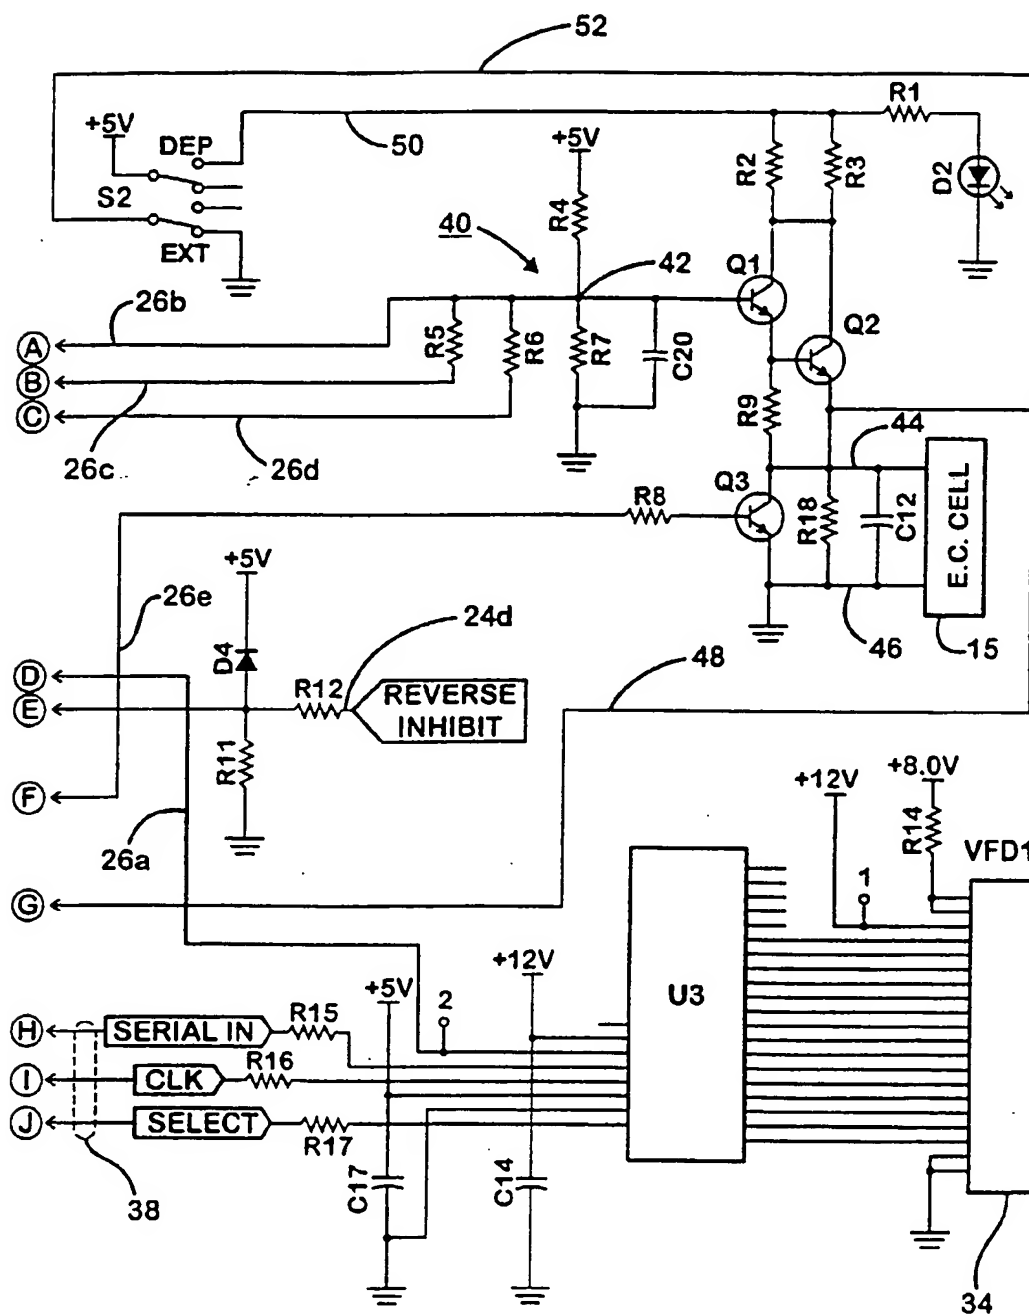 52
R1
+5V
DEP
50
+5V
R2
R3
D2
S2
R4
40
EXT
42
Q1
26b
Q2
A
R5
R6
R7
C20
B
C
R9
44
26c
26d
Q3
R8
R18
C12
E.C. CELL
+5V
26e
24d
46
15
D
D4
48
R12
REVERSE
INHIBIT
E
R11
+12V
+8.0V
F
R14
VFD1
26a
1
G
+12V
+5V
2
U3
H
SERIAL IN
R15
R16
I
CLK
J
SELECT
R17
C17
C14
38
34